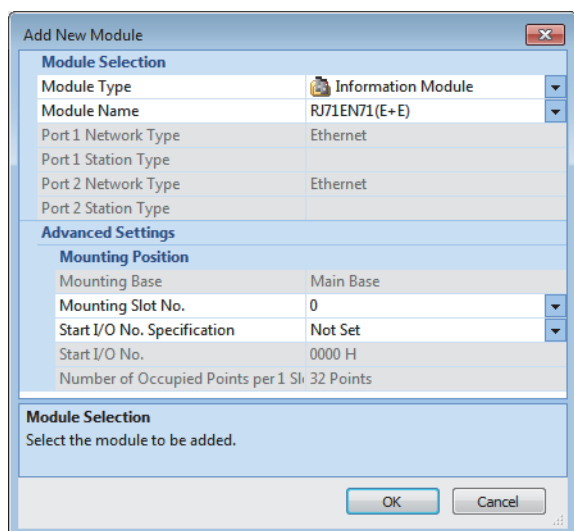 Add New Module
Module Selection
Module Type Information Module
Module Name RJ71EN71(E+E)
Port 1 Network Type Ethernet
Port 1 Station Type
Port 2 Network Type Ethernet
Port 2 Station Type
Advanced Settings
Mounting Position
Mounting Base Main Base
Mounting Slot No. 0
Start I/O No. Specification Not Set
Start I/O No. 0000 H
Number of Occupied Points per 1 Sl 32 Points
Module Selection
Select the module to be added.
OK Cancel